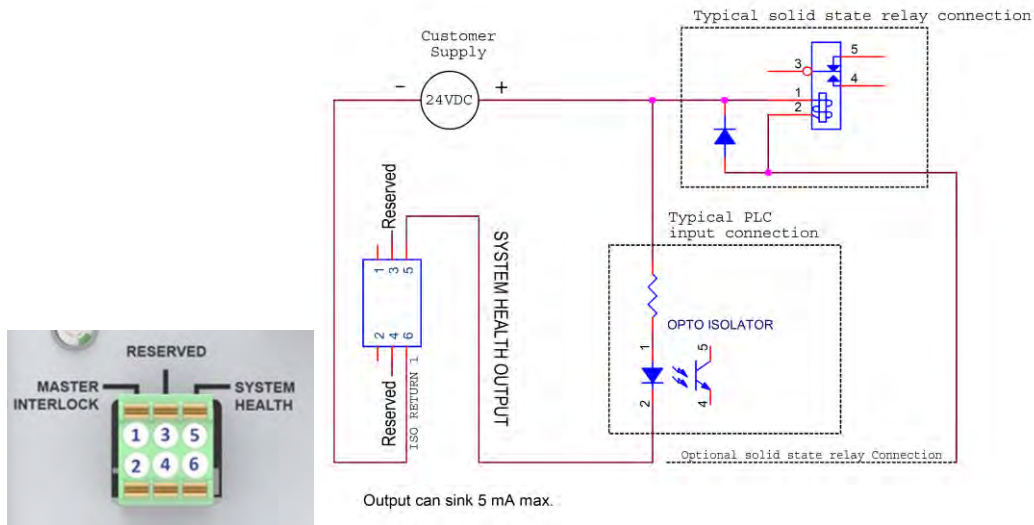 Typical solid state relay connection
Customer
Supply
− 24VDC +
3
5
4
1
2
Reserved
1 3 5
2 4 6
Reserved
ISO RETURN 1
SYSTEM HEALTH OUTPUT
Typical PLC
input connection
OPTO ISOLATOR
1
2
5
4
Optional solid state relay Connection
Output can sink 5 mA max.
RESERVED
MASTER
INTERLOCK
SYSTEM
HEALTH
1 3 5
2 4 6